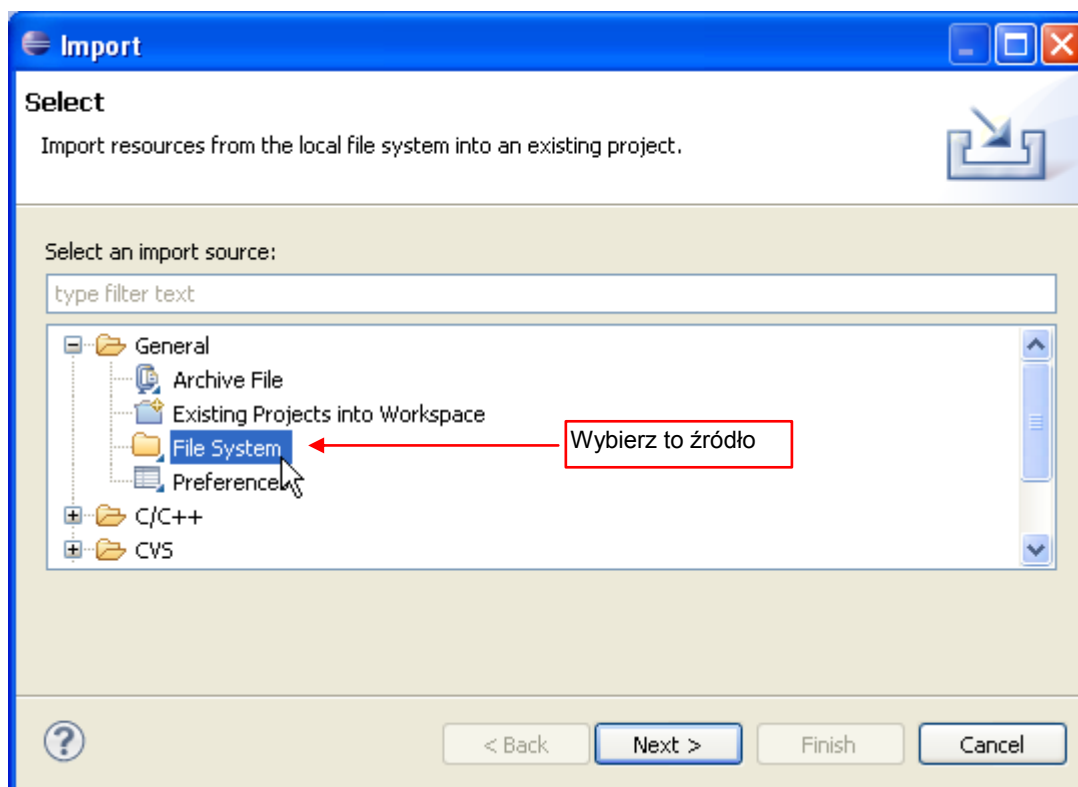 Import
Select
Import resources from the local file system into an existing project.
Select an import source:
type filter text
General
Archive File
Existing Projects into Workspace
File System
Wybierz to źródło
Preference
C/C++
CVS
< Back
Next >
Finish
Cancel